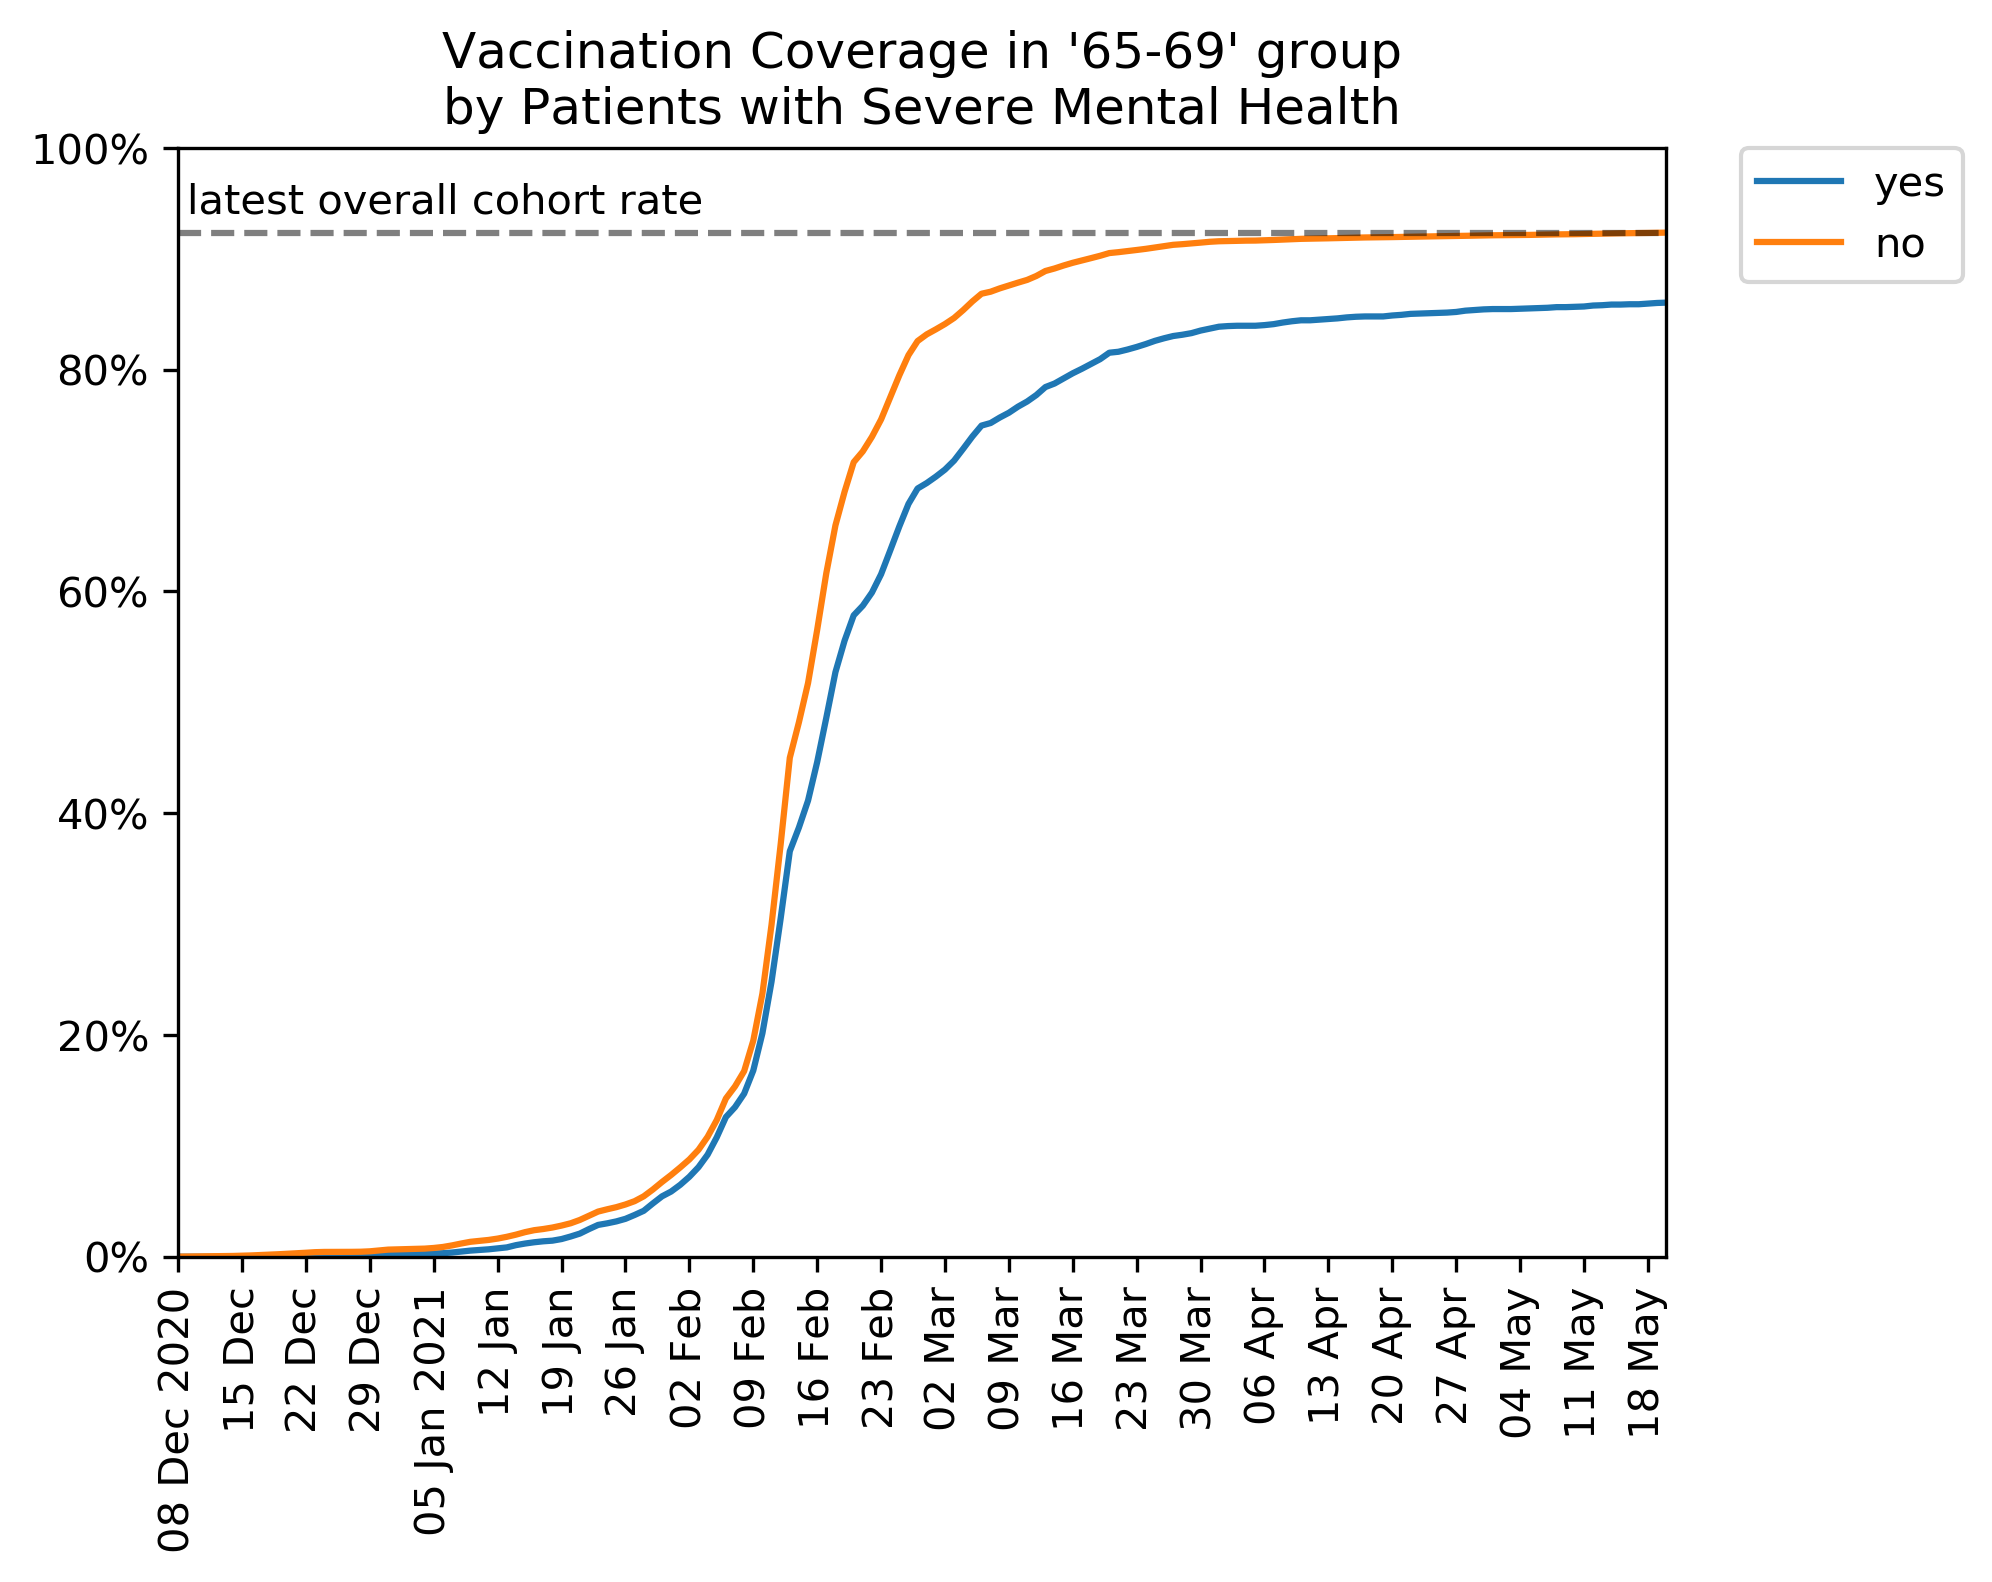 Vaccination Coverage in '65-69' group
by Patients with Severe Mental Health
100%
80%
60%
40%
20%
0%
latest overall cohort rate
yes
no
08 Dec 2020
15 Dec
22 Dec
29 Dec
05 Jan 2021
12 Jan
19 Jan
26 Jan
02 Feb
09 Feb
16 Feb
23 Feb
02 Mar
09 Mar
16 Mar
23 Mar
30 Mar
06 Apr
13 Apr
20 Apr
27 Apr
04 May
11 May
18 May